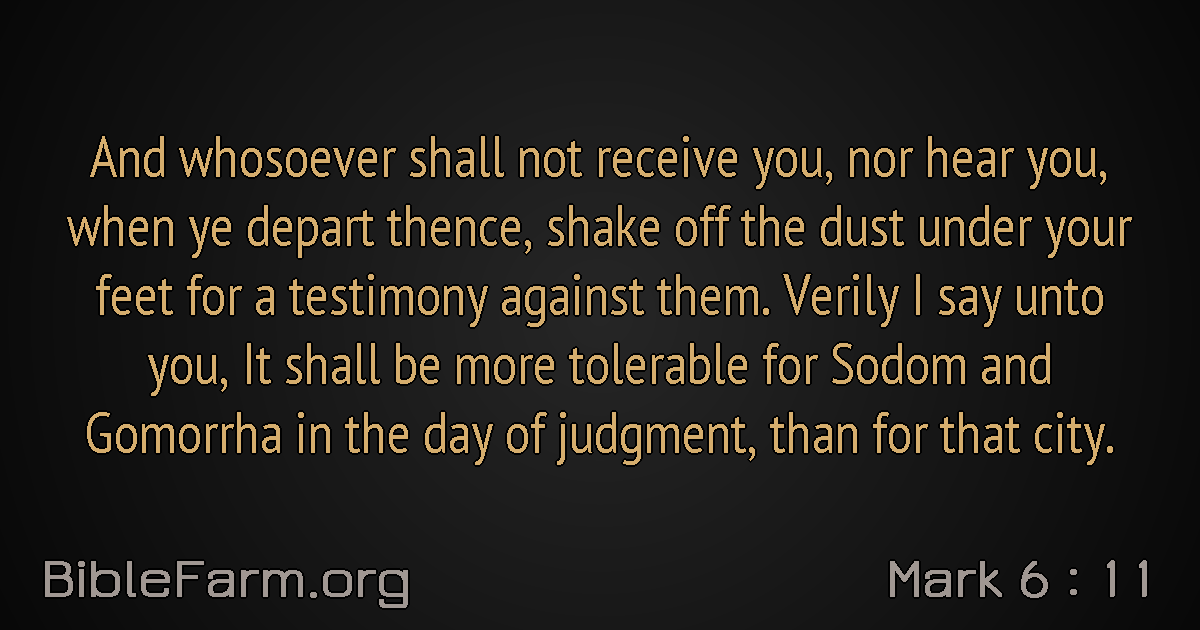 And whosoever shall not receive you, nor hear you,
when ye depart thence, shake off the dust under your
feet for a testimony against them. Verily I say unto
you, It shall be more tolerable for Sodom and
Gomorrha in the day of judgment, than for that city.
BibleFarm.org
Mark 6 : 11